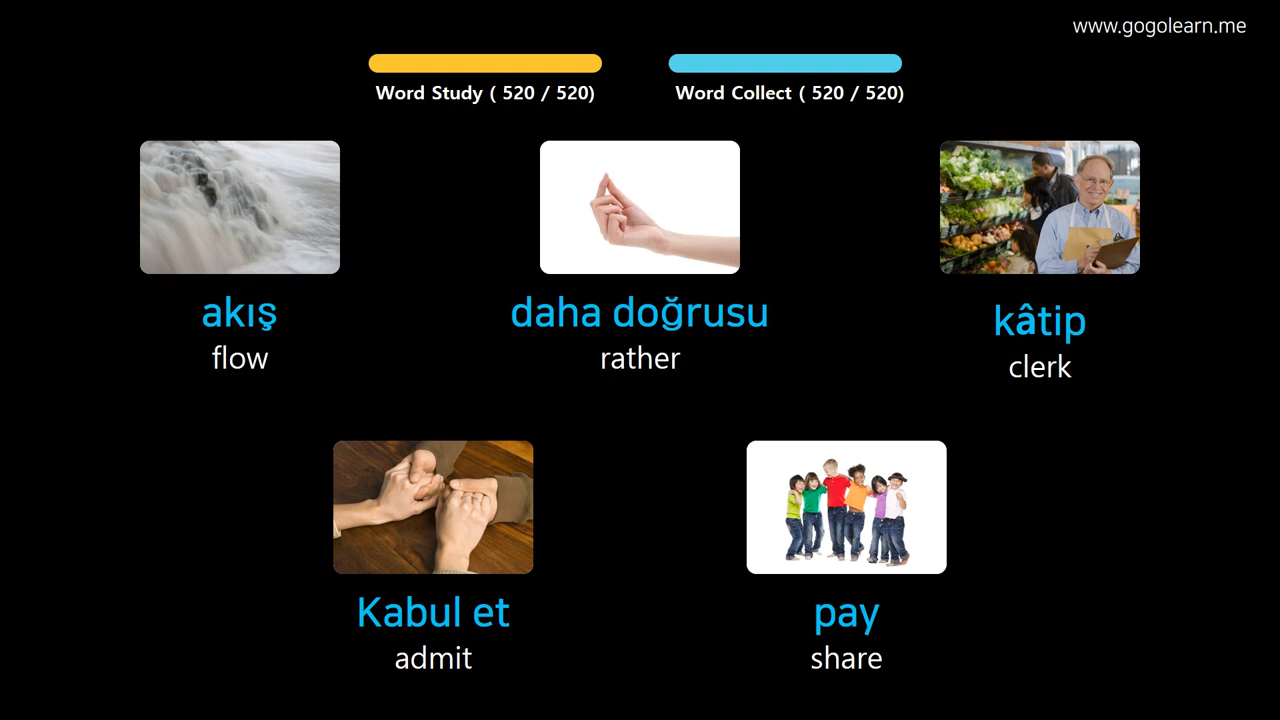 www.gogolearn.me
Word Study ( 520 / 520)
Word Collect ( 520 / 520)
akış
flow
daha doğrusu
rather
kâtip
clerk
Kabul et
admit
pay
share